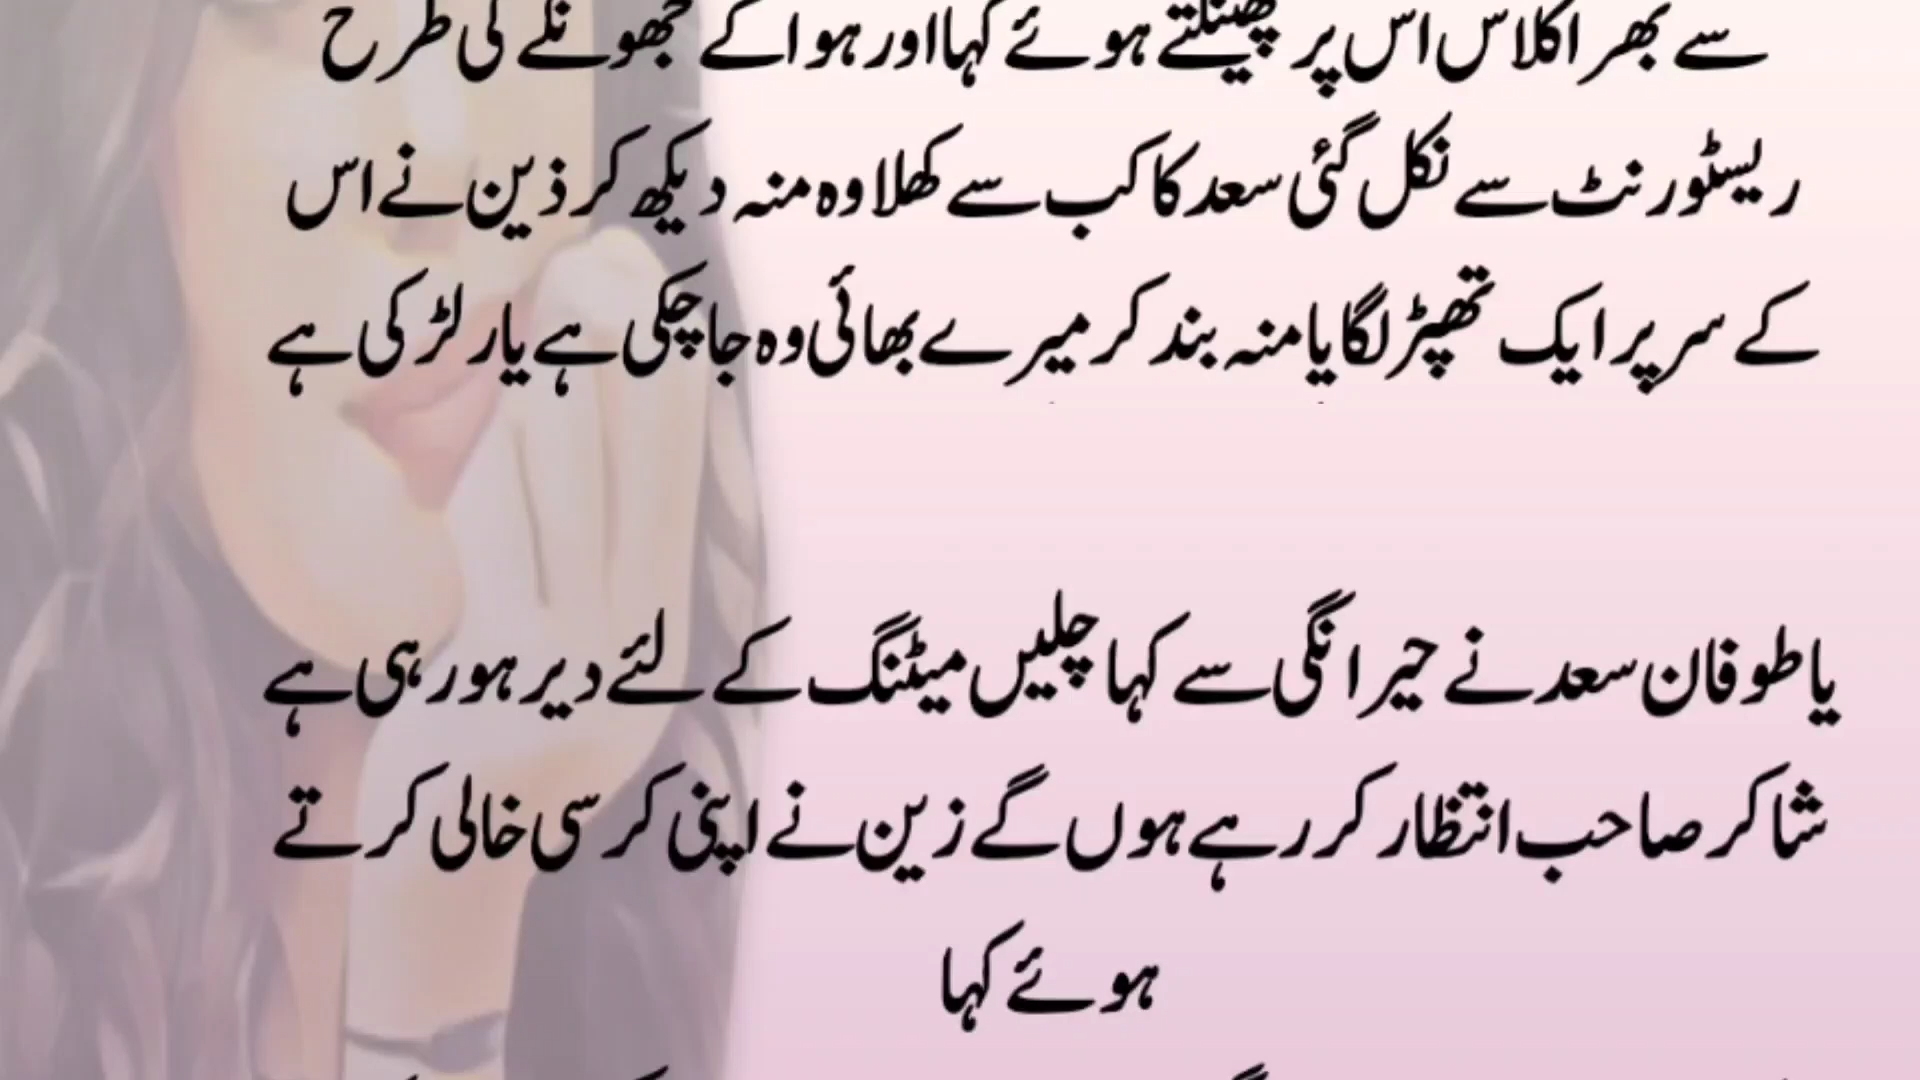 سے بھرا گلاس اس پر پھینکتے ہوئے کہا اور ہوا کے جھونکے کی طرح
ریسٹورنٹ سے نکل گئی سعد کا کب سے کھلا وہ منہ دیکھ کر ذین نے اس
کے سر پر ایک تھپڑ لگایا منہ بند کر میرے بھائی وہ جا چکی ہے یار لڑکی ہے
یا طوفان سعد نے حیرانگی سے کہا چلیں میٹنگ کے لئے دیر ہو رہی ہے
شاکر صاحب انتظار کر رہے ہوں گے زین نے اپنی کرسی خالی کرتے
ہوئے کہا